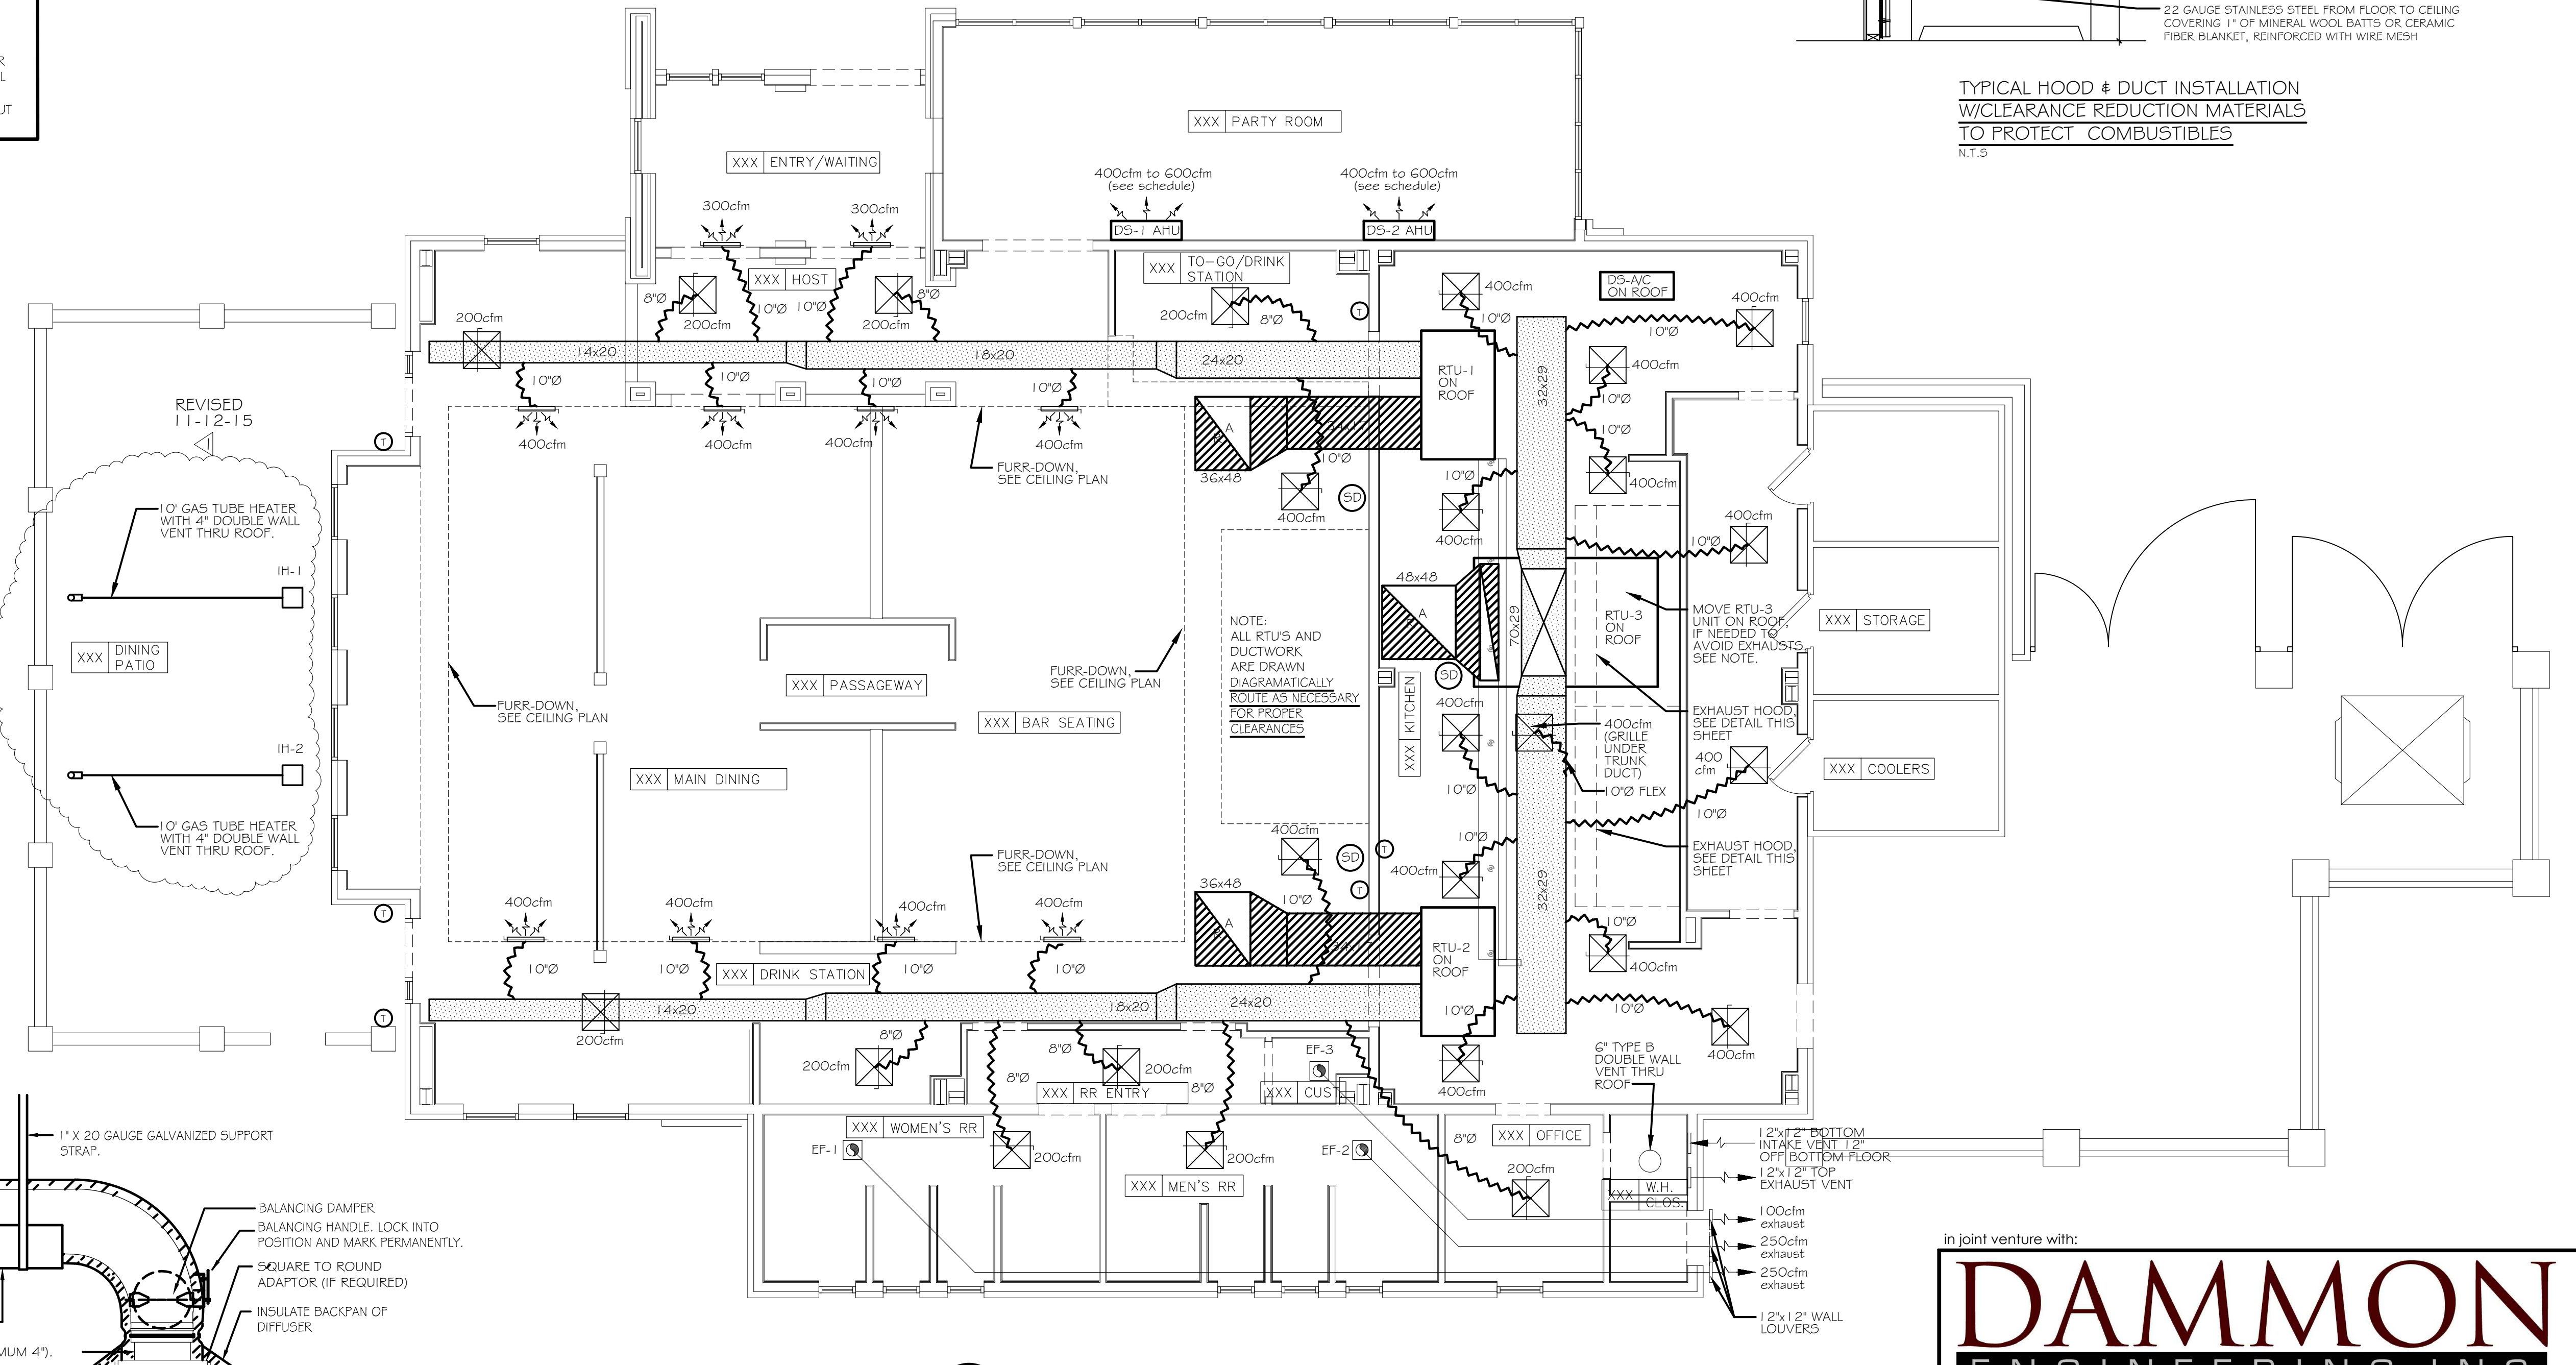 R
L
UT
22 GAUGE STAINLESS STEEL FROM FLOOR TO CEILING
COVERING 1" OF MINERAL WOOL BATTS OR CERAMIC
FIBER BLANKET, REINFORCED WITH WIRE MESH
TYPICAL HOOD & DUCT INSTALLATION
W/CLEARANCE REDUCTION MATERIALS
TO PROTECT COMBUSTIBLES
N.T.S
XXX PARTY ROOM
XXX ENTRY/WAITING
400cfm to 600cfm
(see schedule)
400cfm to 600cfm
(see schedule)
300cfm
300cfm
DS-1 AHU
DS-2 AHU
XXX HOST
XXX TO-GO/DRINK
STATION
DS-A/C
ON ROOF
8"Ø
200cfm
10"Ø
10"Ø
8"Ø
200cfm
200cfm
8"Ø
T
400cfm
10"Ø
400cfm
10"Ø
200cfm
14x20
18x20
24x20
RTU-1
ON
ROOF
32x29
400cfm
10"Ø
10"Ø
10"Ø
10"Ø
10"Ø
400cfm
400cfm
400cfm
400cfm
A
36x48
10"Ø
400cfm
SD
10"Ø
400cfm
10"Ø
400cfm
400cfm
10"Ø
FURR-DOWN,
SEE CEILING PLAN
REVISED
11-12-15
1
T
10' GAS TUBE HEATER
WITH 4" DOUBLE WALL
VENT THRU ROOF.
IH-1
XXX DINING
PATIO
IH-2
10' GAS TUBE HEATER
WITH 4" DOUBLE WALL
VENT THRU ROOF.
FURR-DOWN,
SEE CEILING PLAN
XXX PASSAGEWAY
FURR-DOWN,
SEE CEILING PLAN
XXX BAR SEATING
XXX MAIN DINING
NOTE:
ALL RTU'S AND
DUCTWORK
ARE DRAWN
DIAGRAMATICALLY
ROUTE AS NECESSARY
FOR PROPER
CLEARANCES
48x48
A
SD
70x29
RTU-3
ON
ROOF
MOVE RTU-3
UNIT ON ROOF,
IF NEEDED TO
AVOID EXHAUSTS.
SEE NOTE.
XXX STORAGE
XXX KITCHEN
400cfm
10"Ø
400cfm
(GRILLE
UNDER
TRUNK
DUCT)
10"Ø FLEX
EXHAUST HOOD,
SEE DETAIL THIS
SHEET
400
cfm
10"Ø
XXX COOLERS
EXHAUST HOOD,
SEE DETAIL THIS
SHEET
FURR-DOWN,
SEE CEILING PLAN
400cfm
SD
T
10"Ø
400cfm
T
32x29
36x48
A
10"Ø
400cfm
400cfm
400cfm
400cfm
T
10"Ø
10"Ø
10"Ø
10"Ø
XXX DRINK STATION
RTU-2
ON
ROOF
10"Ø
400cfm
T
14x20
200cfm
18x20
24x20
10"Ø
400cfm
10"Ø
400cfm
8"Ø
200cfm
8"Ø
8"Ø
200cfm
8"Ø
XXX RR ENTRY
EF-3
XXX CUST
6" TYPE B
DOUBLE WALL
VENT THRU
ROOF
XXX WOMEN'S RR
EF-1
200cfm
XXX MEN'S RR
200cfm
EF-2
8"Ø
XXX OFFICE
200cfm
XXX W.H.
CLOS.
12"x12" BOTTOM
INTAKE VENT 12"
OFF BOTTOM FLOOR
12"x12" TOP
EXHAUST VENT
100cfm
exhaust
250cfm
exhaust
250cfm
exhaust
12"x12" WALL
LOUVERS
1" X 20 GAUGE GALVANIZED SUPPORT
STRAP.
BALANCING DAMPER
BALANCING HANDLE. LOCK INTO
POSITION AND MARK PERMANENTLY.
SQUARE TO ROUND
ADAPTOR (IF REQUIRED)
INSULATE BACKPAN OF
DIFFUSER
MUM 4").
in joint venture with:
DAMMON
ENGINEERING INC